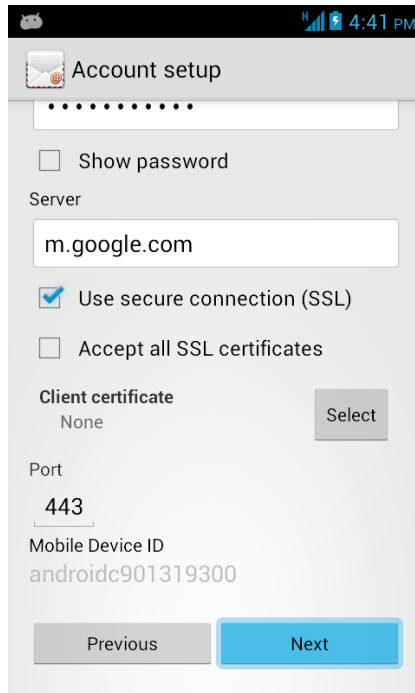 H 4:41 PM
Account setup
•••••••••••
Show password
Server
m.google.com
Use secure connection (SSL)
Accept all SSL certificates
Client certificate
None
Select
Port
443
Mobile Device ID
androidc901319300
Previous
Next